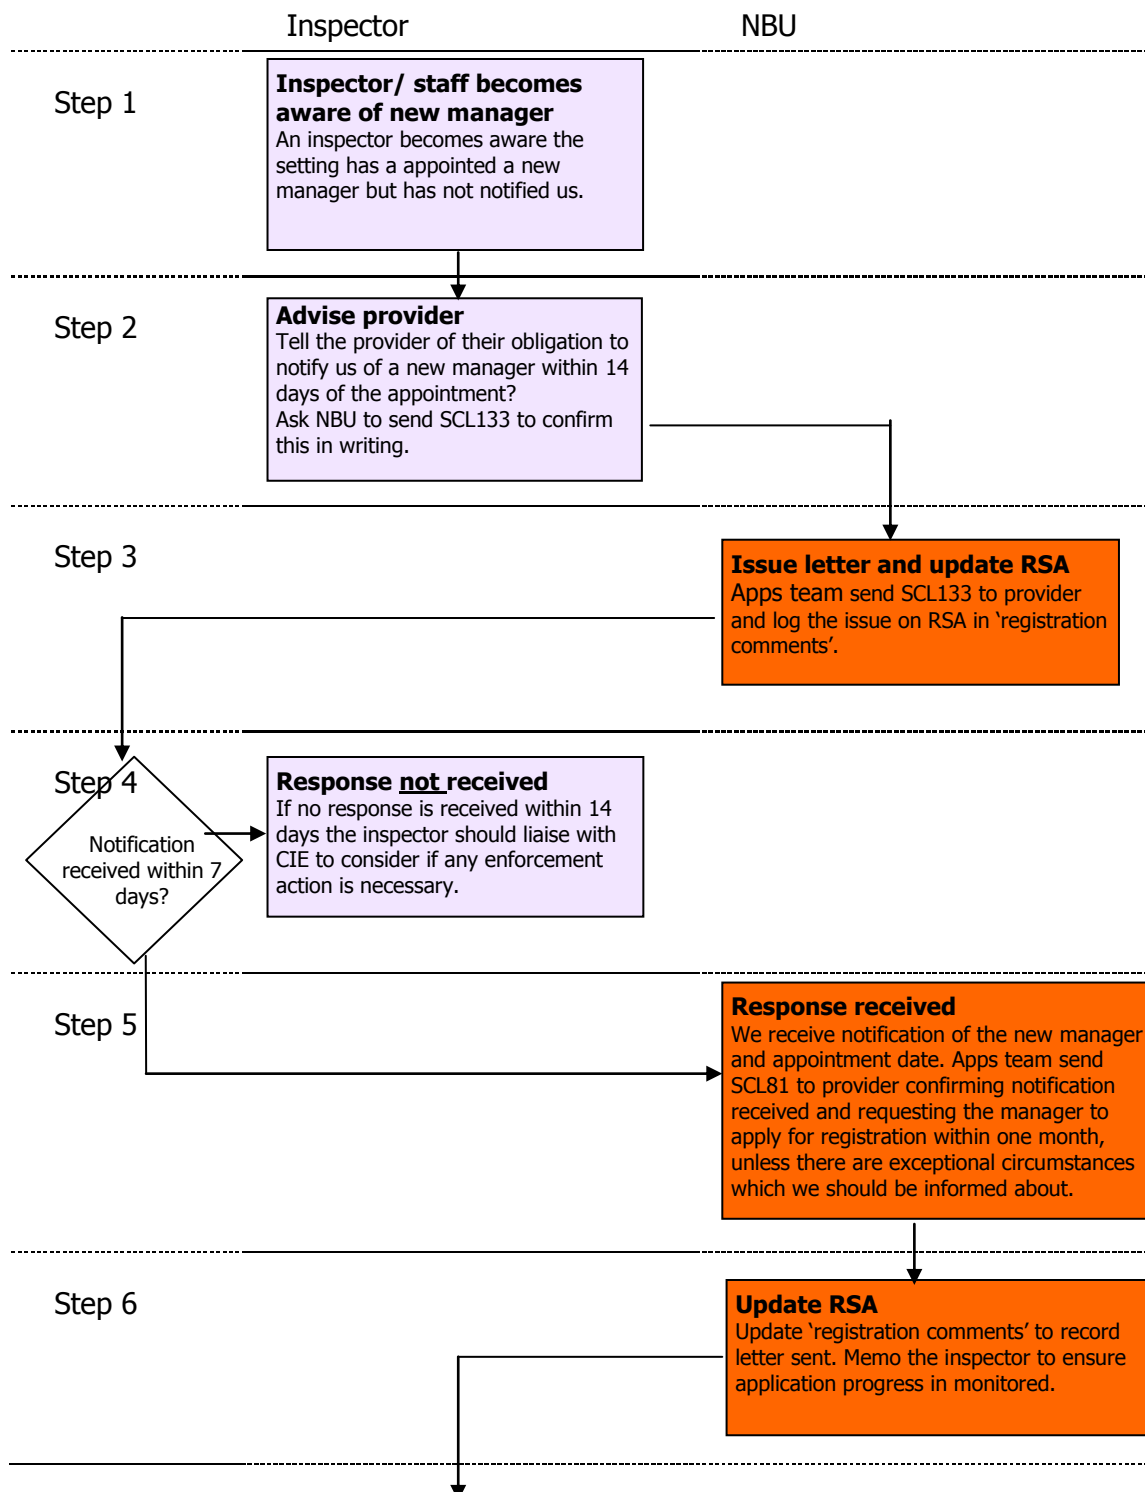 Inspector
NBU
Step 1
Inspector/ staff becomes
aware of new manager
An inspector becomes aware the
setting has a appointed a new
manager but has not notified us.
Step 2
Advise provider
Tell the provider of their obligation to
notify us of a new manager within 14
days of the appointment?
Ask NBU to send SCL133 to confirm
this in writing.
Step 3
Issue letter and update RSA
Apps team send SCL133 to provider
and log the issue on RSA in ‘registration
comments’.
Step 4
Notification
received within 7
days?
Response not received
If no response is received within 14
days the inspector should liaise with
CIE to consider if any enforcement
action is necessary.
Step 5
Response received
We receive notification of the new manager
and appointment date. Apps team send
SCL81 to provider confirming notification
received and requesting the manager to
apply for registration within one month,
unless there are exceptional circumstances
which we should be informed about.
Step 6
Update RSA
Update ‘registration comments’ to record
letter sent. Memo the inspector to ensure
application progress in monitored.